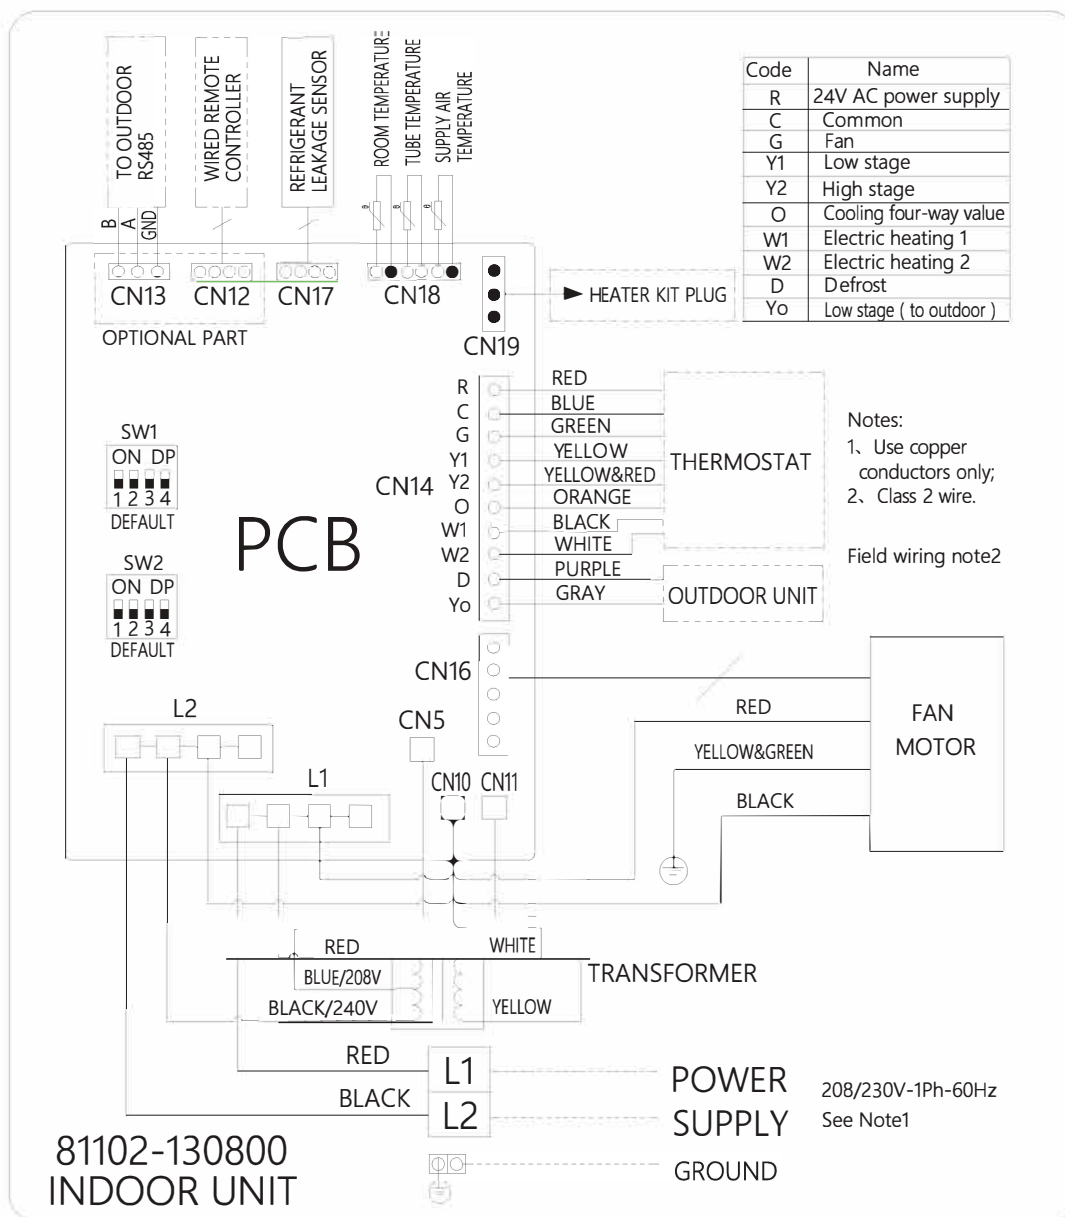 TO OUTDOOR
RS485
WIRED REMOTE
CONTROLLER
REFRIGERANT
LEAKAGE SENSOR
ROOM TEMPERATURE
TUBE TEMPERATURE
SUPPLY AIR
TEMPERATURE
B
A
GND
θ
θ
θ
CN13
CN12
CN17
CN18
OPTIONAL PART
CN19
HEATER KIT PLUG
Code Name
R 24V AC power supply
C Common
G Fan
Y1 Low stage
Y2 High stage
O Cooling four-way value
W1 Electric heating 1
W2 Electric heating 2
D Defrost
Yo Low stage ( to outdoor )
SW1
ON DP
1 2 3 4
DEFAULT
SW2
ON DP
1 2 3 4
DEFAULT
PCB
CN14
R RED
C BLUE
G GREEN
Y1 YELLOW
Y2 YELLOW&RED
O ORANGE
W1 BLACK
W2 WHITE
D PURPLE
Yo GRAY
THERMOSTAT
OUTDOOR UNIT
Notes:
1、Use copper
conductors only;
2、Class 2 wire.
Field wiring note2
CN16
CN5
L2
L1
CN10
CN11
RED
YELLOW&GREEN
BLACK
FAN
MOTOR
RED
WHITE
BLUE/208V
BLACK/240V
YELLOW
TRANSFORMER
RED
BLACK
L1
L2
POWER
SUPPLY
208/230V-1Ph-60Hz
See Note1
GROUND
81102-130800
INDOOR UNIT